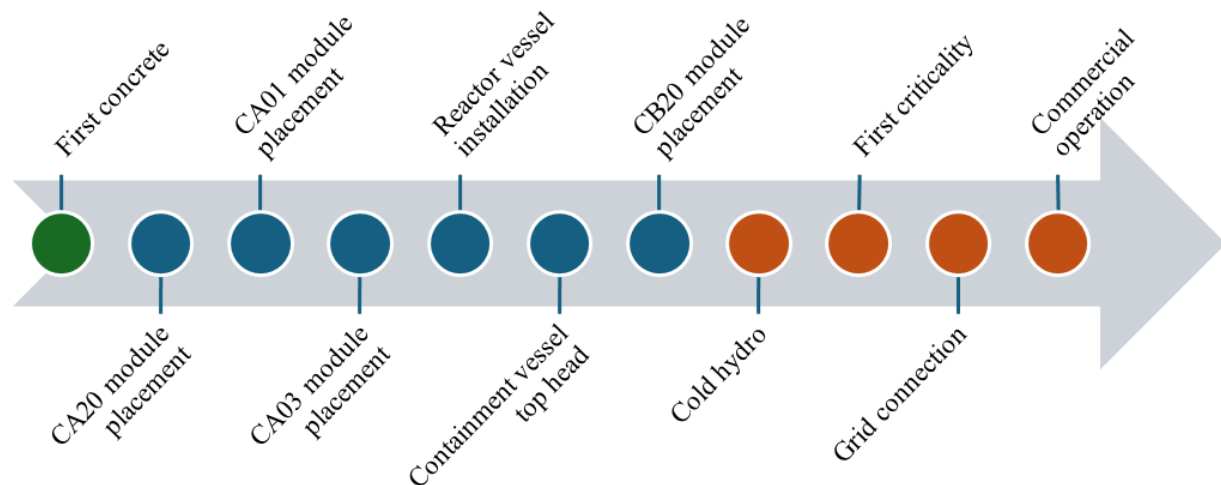 First concrete
CA01 module
placement
Reactor vessel
installation
CB20 module
placement
First criticality
Commercial
operation
CA20 module
placement
CA03 module
placement
Containment vessel
top head
Cold hydro
Grid connection